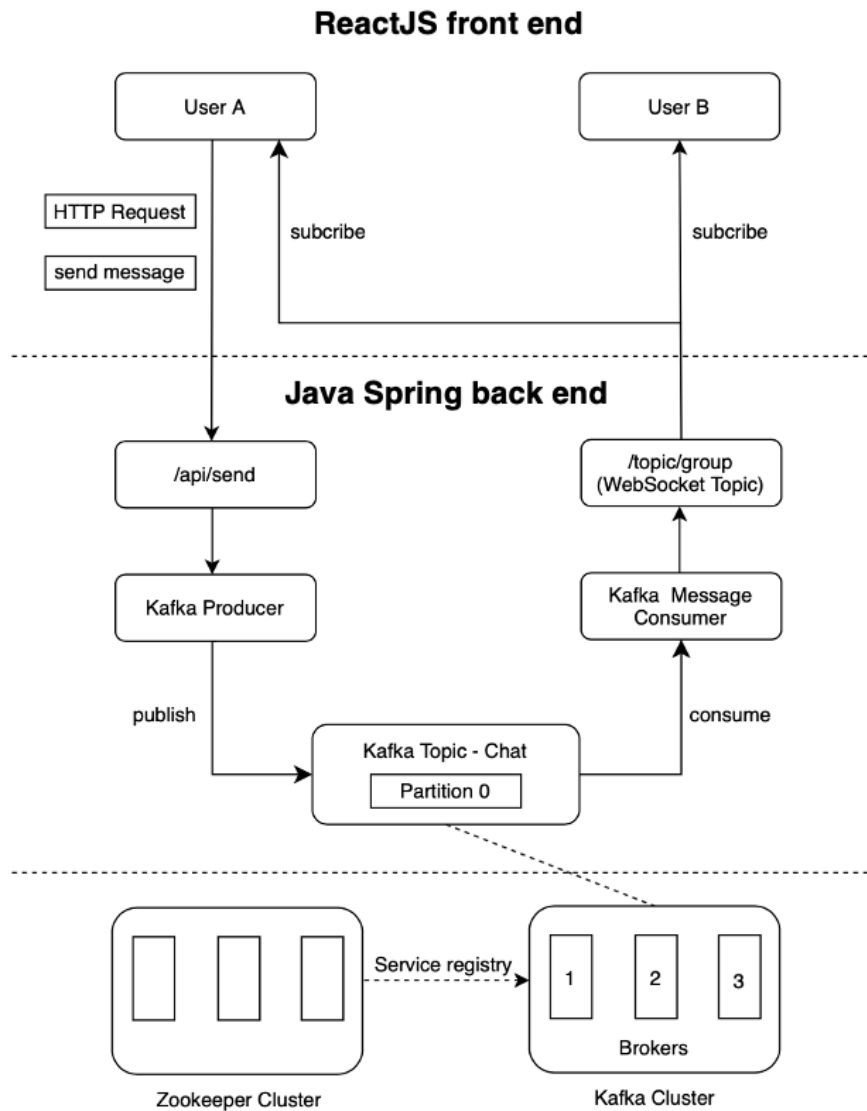 ReactJS front end
User A
User B
HTTP Request
send message
subcribe
subcribe
Java Spring back end
/api/send
/topic/group
(WebSocket Topic)
Kafka Producer
Kafka  Message
Consumer
publish
consume
Kafka Topic - Chat
Partition 0
Service registry
1
2
3
Brokers
Zookeeper Cluster
Kafka Cluster